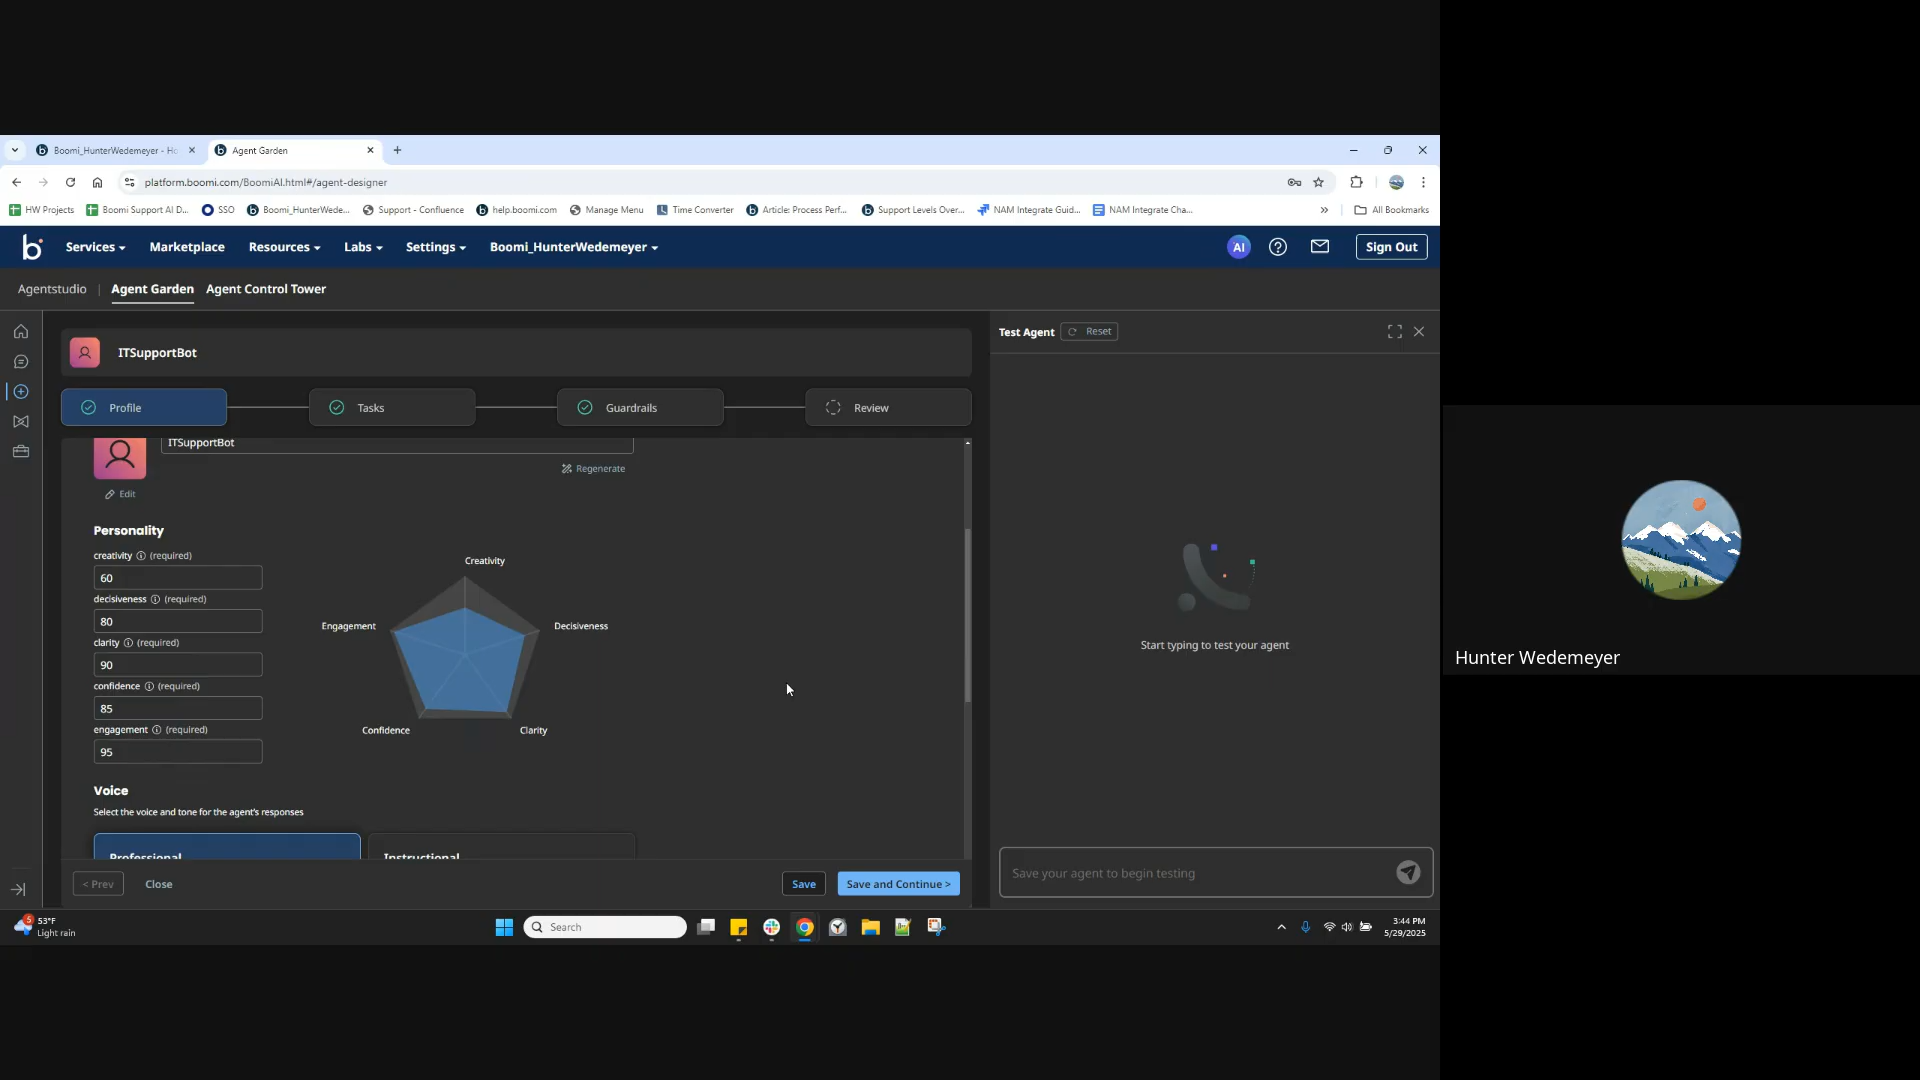 Boomi_HunterWedemeyer - Ho
Agent Garden
platform.boomi.com/BoomiAI.html#/agent-designer
HW Projects
Boomi Support AI D...
SSO
Boomi_HunterWede...
Support - Confluence
help.boomi.com
Manage Menu
Time Converter
Article: Process Perf...
Support Levels Over...
NAM Integrate Guid...
NAM Integrate Cha...
»
All Bookmarks
b
Services
Marketplace
Resources
Labs
Settings
Boomi_HunterWedemeyer
AI
Sign Out
Agentstudio | Agent Garden Agent Control Tower
ITSupportBot
Test Agent
Reset
Profile
Tasks
Guardrails
Review
ITSupportBot
Regenerate
Edit
Personality
creativity (required)
60
decisiveness (required)
80
clarity (required)
90
confidence (required)
85
engagement (required)
95
Creativity
Engagement
Decisiveness
Confidence
Clarity
Voice
Select the voice and tone for the agent's responses
Professional
Instructional
< Prev
Close
Save
Save and Continue >
Start typing to test your agent
Save your agent to begin testing
Hunter Wedemeyer
5
53°F
Light rain
Search
3:44 PM
5/29/2025